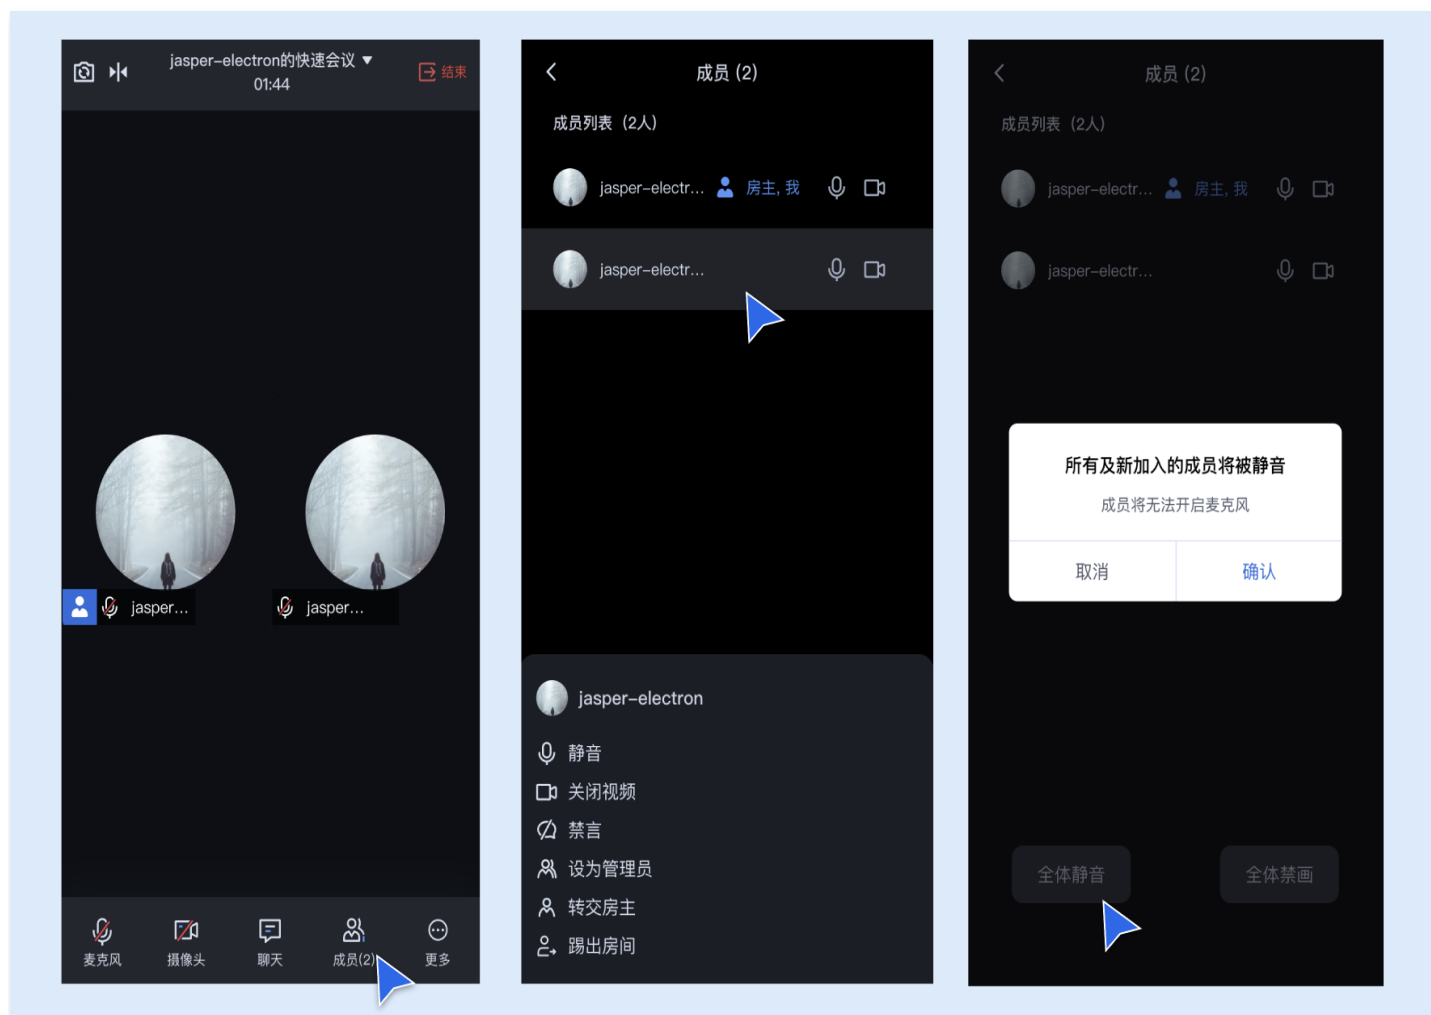 jasper-electron的快速会议 ▼
01:44
结束
jasper...
jasper...
麦克风
摄像头
聊天
成员(2)
更多
成员 (2)
成员列表 (2人)
jasper-electr...
房主, 我
jasper-electr...
jasper-electron
静音
关闭视频
禁言
设为管理员
转交房主
踢出房间
成员 (2)
成员列表 (2人)
jasper-electr...
房主, 我
jasper-electr...
所有及新加入的成员将被静音
成员将无法开启麦克风
取消
确认
全体静音
全体禁画